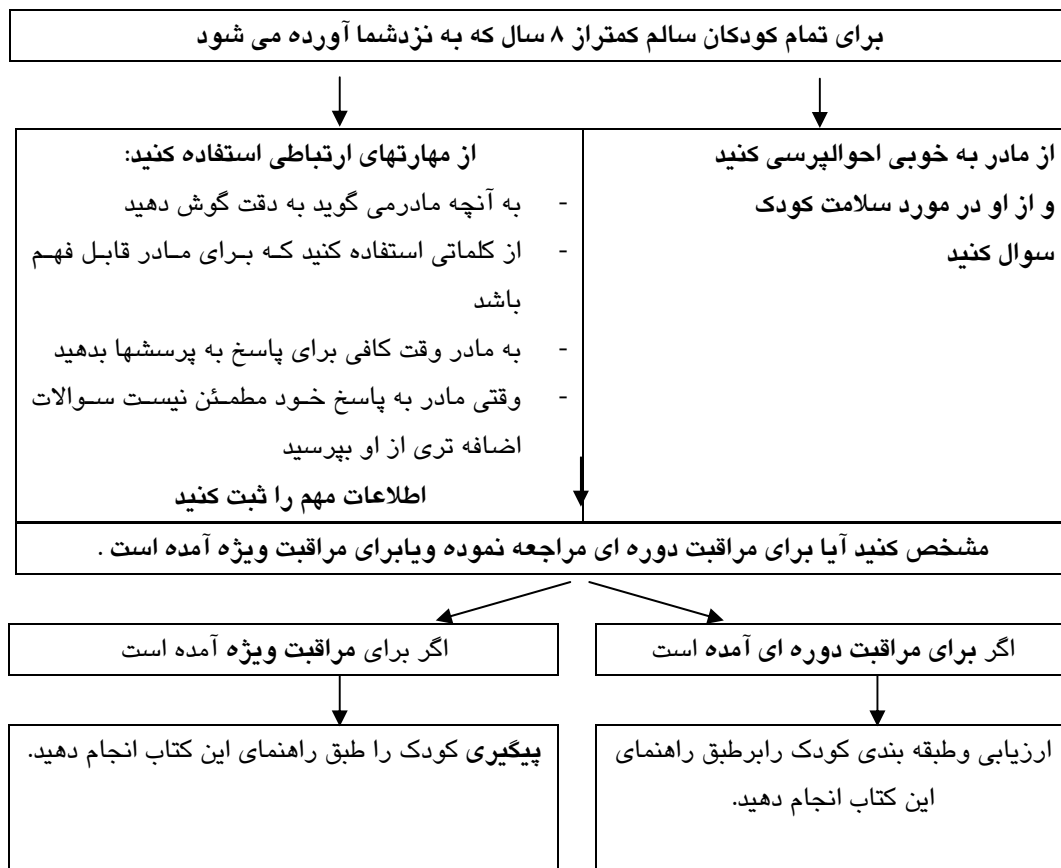 برای تمام کودکان سالم کمتراز ۸ سال که به نزدشما آورده می شود
از مادر به خوبی احوالپرسی کنید
و از او در مورد سلامت کودک
سوال کنید
از مهارتهای ارتباطی استفاده کنید:
- به آنچه مادرمی گوید به دقت گوش دهید
- از کلماتی استفاده کنید که برای مادر قابل فهم
باشد
- به مادر وقت کافی برای پاسخ به پرسشها بدهید
- وقتی مادر به پاسخ خود مطمئن نیست سوالات
اضافه تری از او بپرسید
اطلاعات مهم را ثبت کنید
مشخص کنید آیا برای مراقبت دوره ای مراجعه نموده ویابرای مراقبت ویژه آمده است .
اگر برای مراقبت دوره ای آمده است
اگر برای مراقبت ویژه آمده است
ارزیابی وطبقه بندی کودک رابرطبق راهنمای
این کتاب انجام دهید.
پیگیری کودک را طبق راهنمای این کتاب انجام دهید.